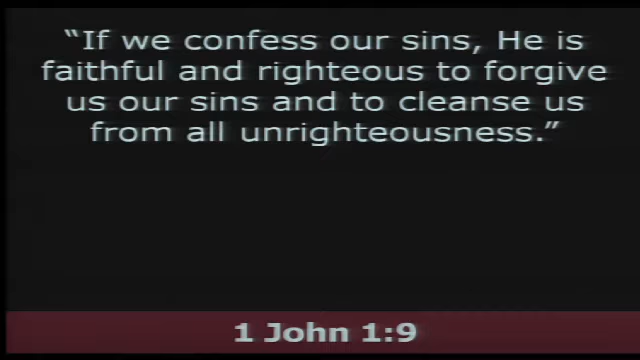 “If we confess our sins, He is
faithful and righteous to forgive
us our sins and to cleanse us
from all unrighteousness.”
1 John 1:9